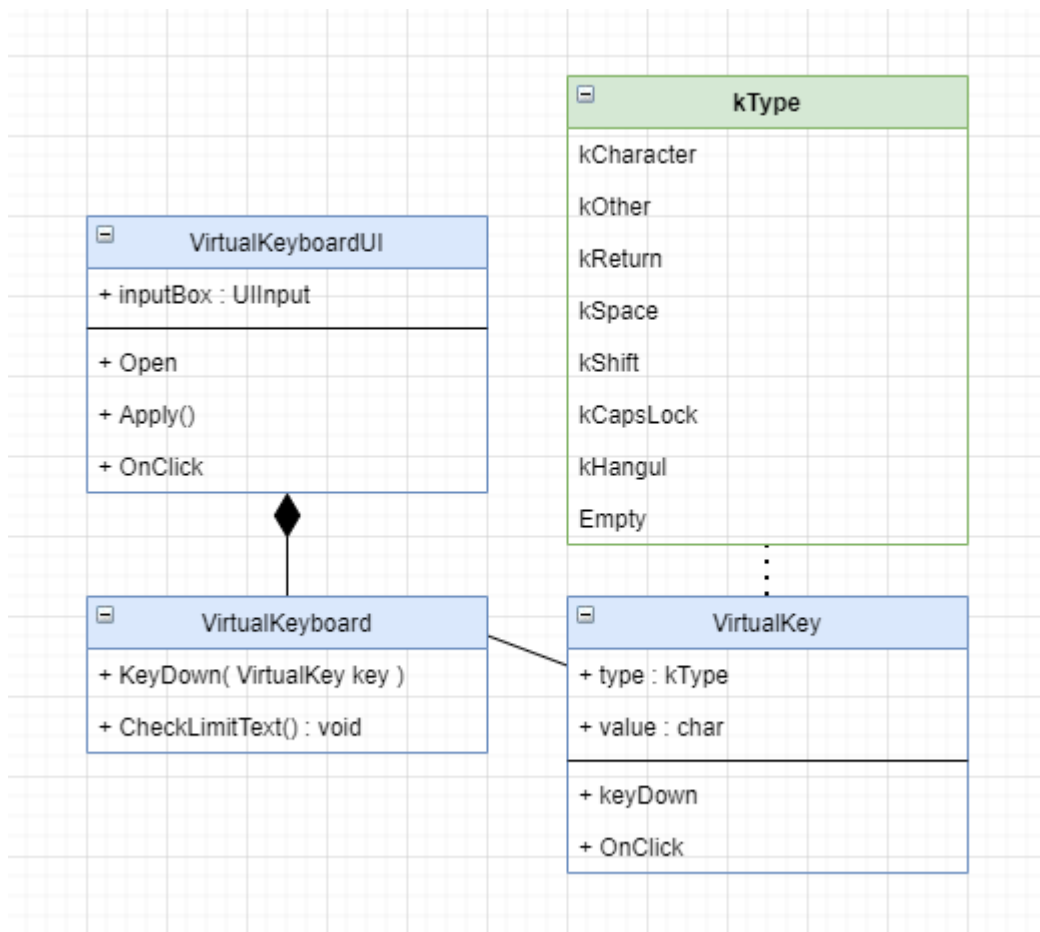 kType
kCharacter
kOther
kReturn
kSpace
kShift
kCapsLock
kHangul
Empty
VirtualKeyboardUI
+ inputBox : UIInput
+ Open
+ Apply()
+ OnClick
VirtualKeyboard
+ KeyDown( VirtualKey key )
+ CheckLimitText() : void
VirtualKey
+ type : kType
+ value : char
+ keyDown
+ OnClick